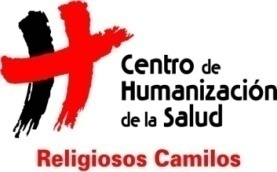 Centro de
Humanización
de la Salud
Religiosos Camilos